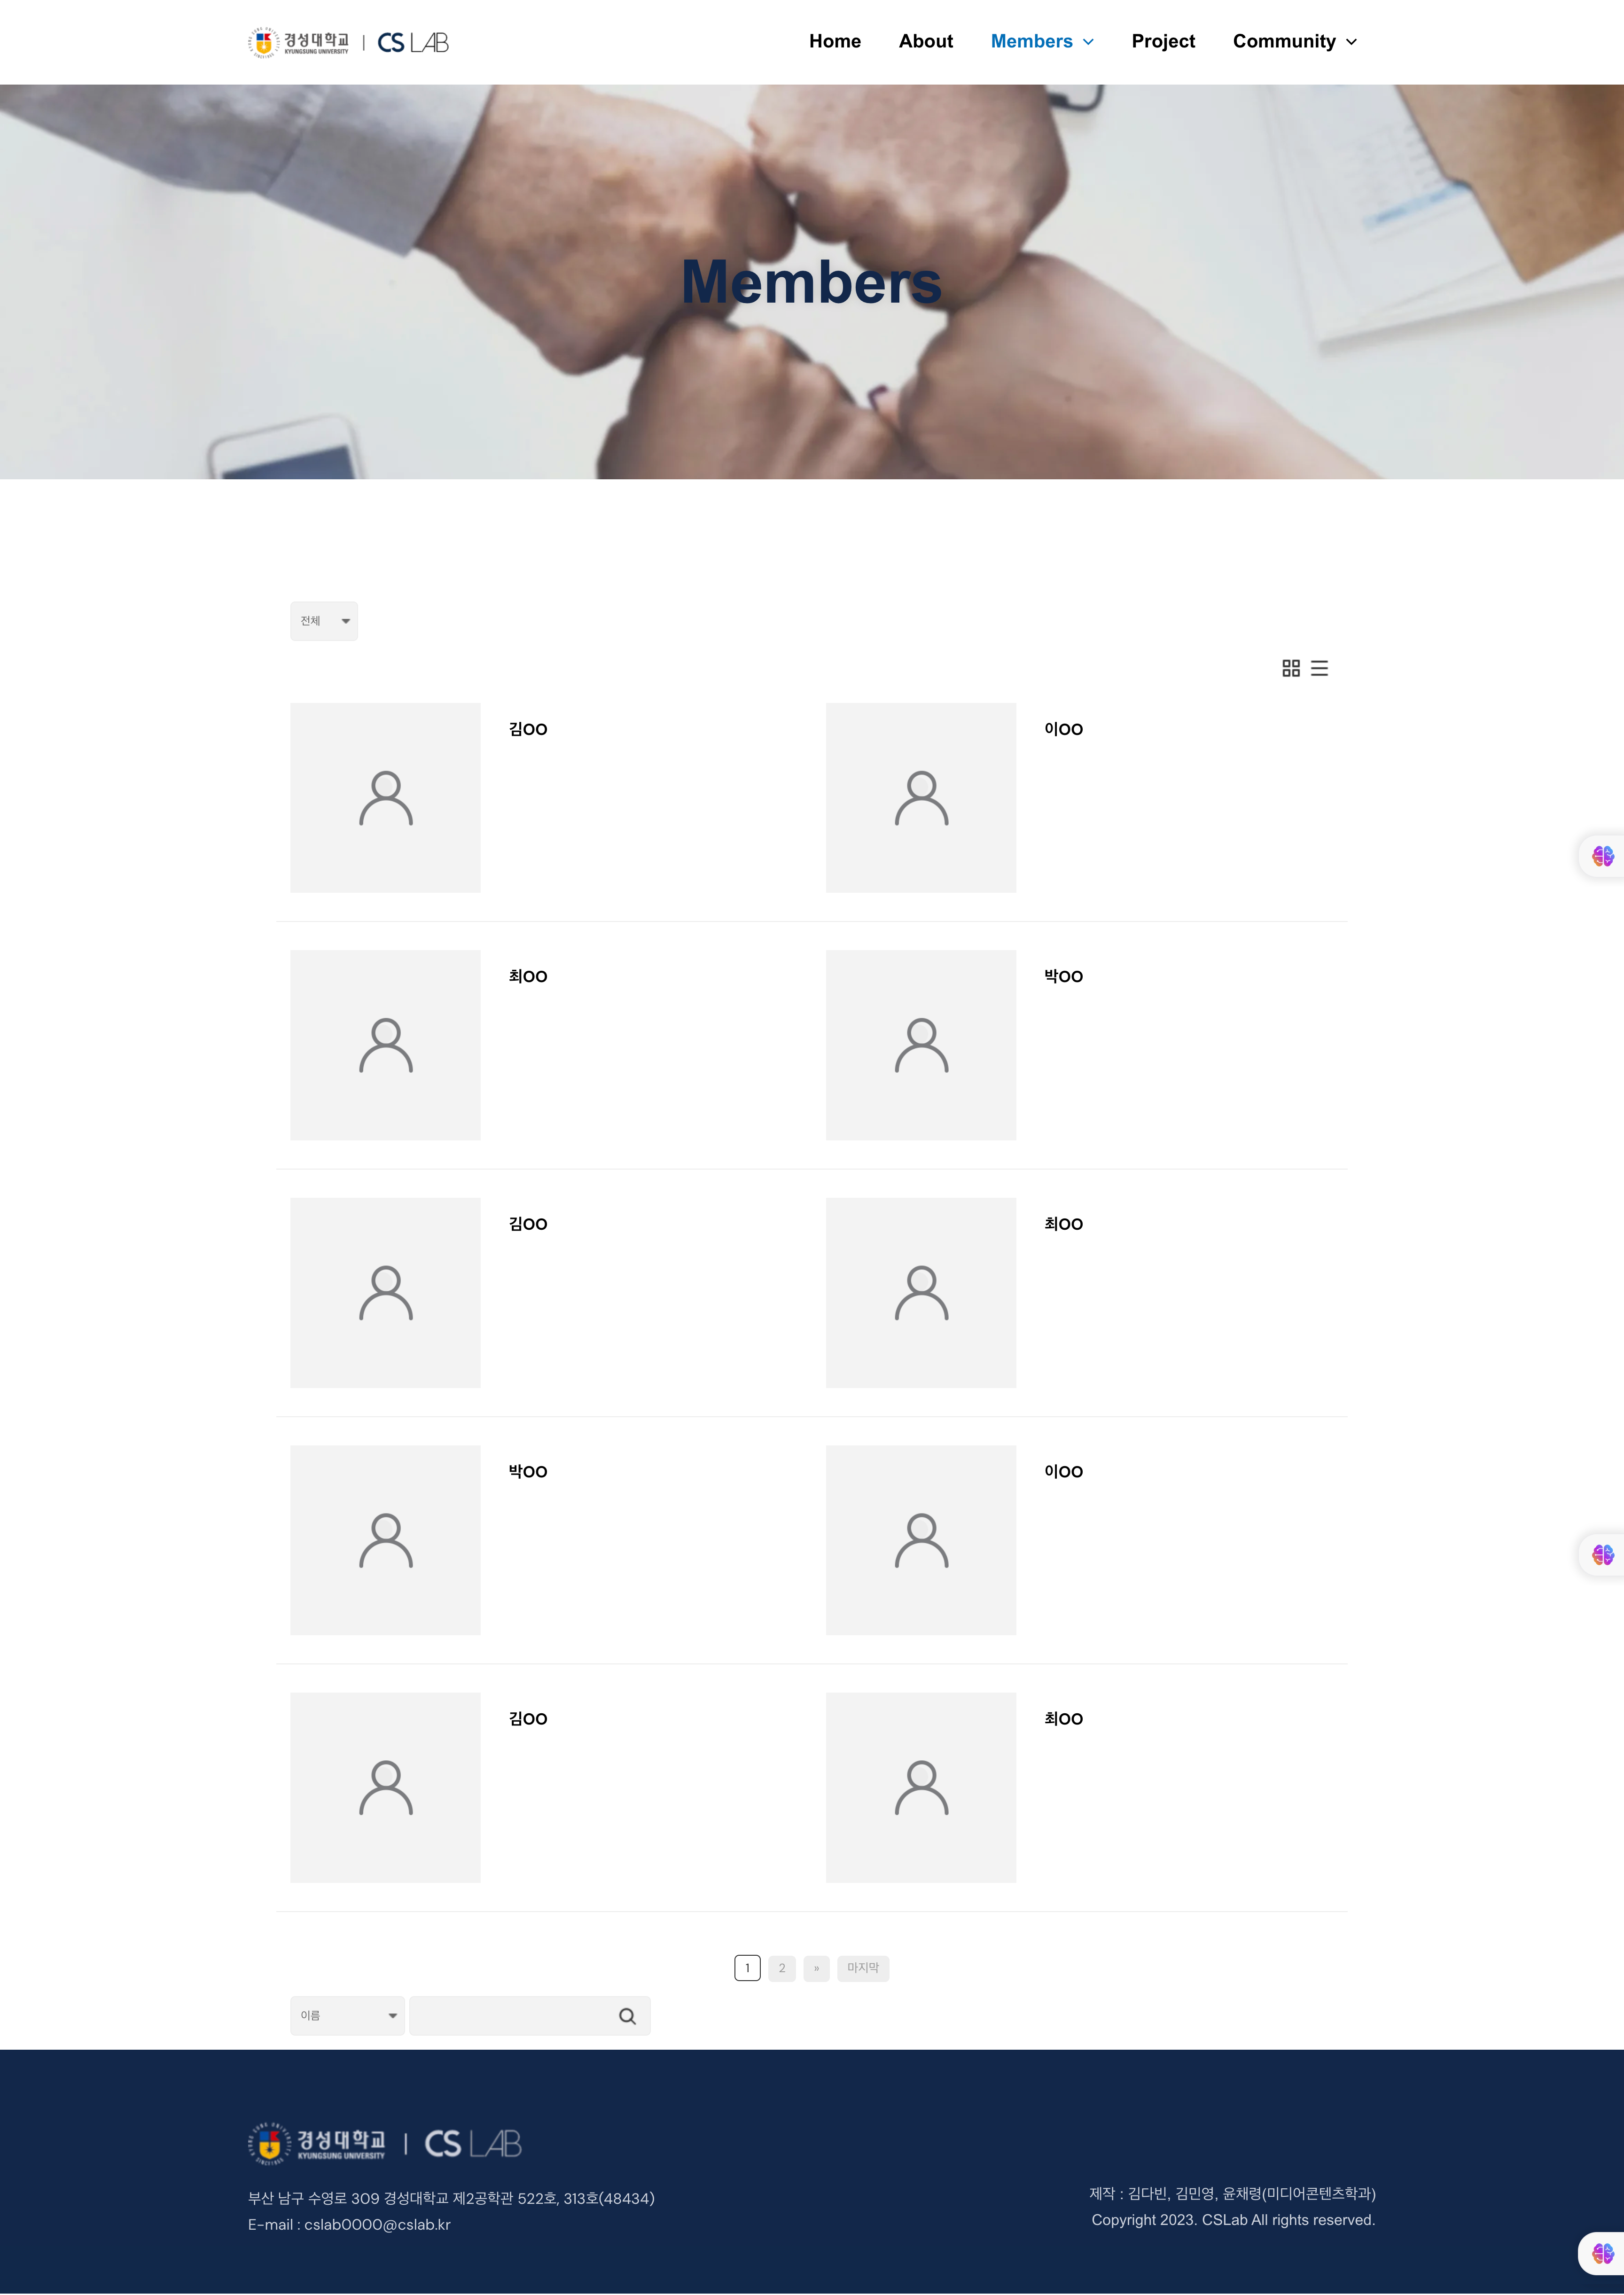 경성대학교
KYUNGSUNG UNIVERSITY
CS LAB
Home About Members Project Community
Members
전체
김OO
이OO
최OO
박OO
김OO
최OO
박OO
이OO
김OO
최OO
1 2 » 마지막
이름
경성대학교
KYUNGSUNG UNIVERSITY
CS LAB
부산 남구 수영로 309 경성대학교 제2공학관 522호, 313호(48434)
E-mail : cslab0000@cslab.kr
제작 : 김다빈, 김민영, 윤채령(미디어콘텐츠학과)
Copyright 2023. CSLab All rights reserved.